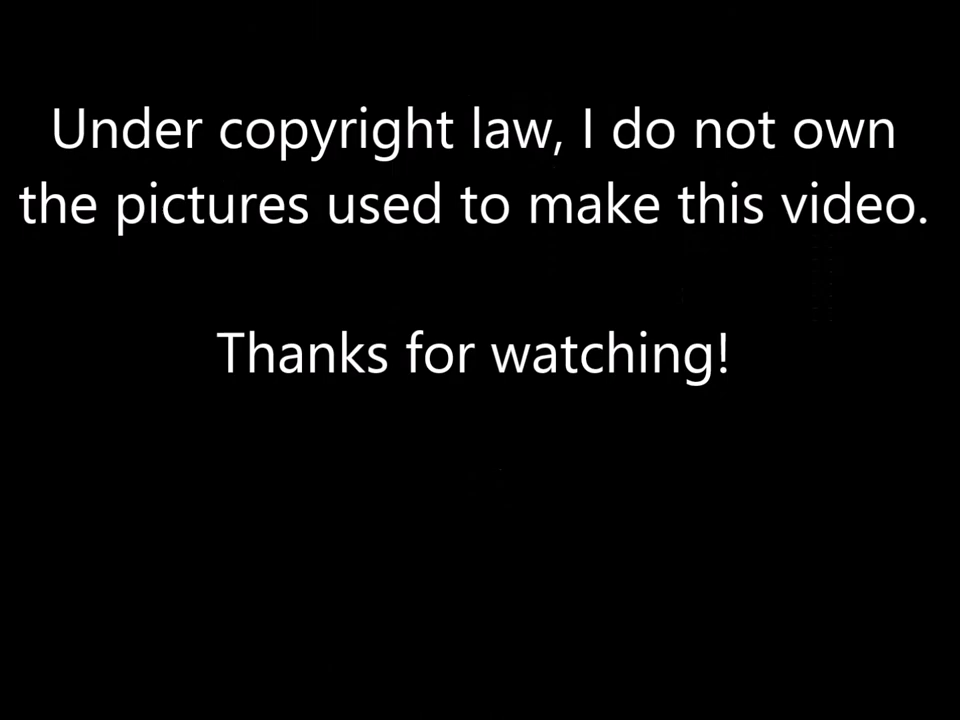 Under copyright law, I do not own
the pictures used to make this video.
Thanks for watching!